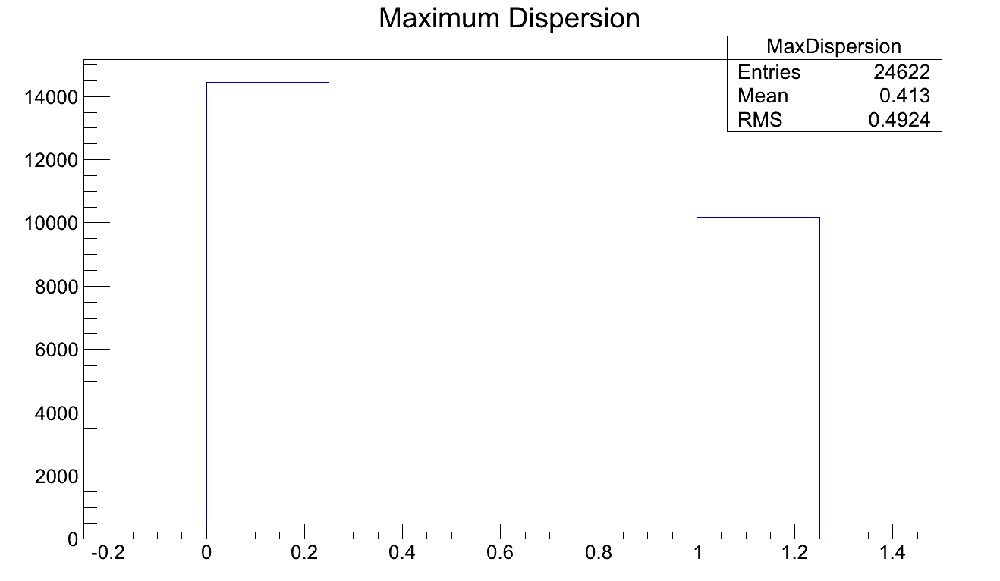 Maximum Dispersion
MaxDispersion
Entries 24622
Mean 0.413
RMS 0.4924
14000
12000
10000
8000
6000
4000
2000
0
-0.2 0 0.2 0.4 0.6 0.8 1 1.2 1.4